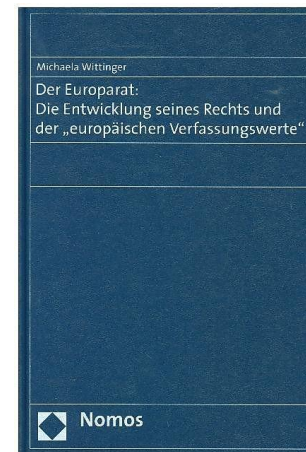 Michaela Wittinger
Der Europarat:
Die Entwicklung seines Rechts und
der „europäischen Verfassungswerte“
Nomos